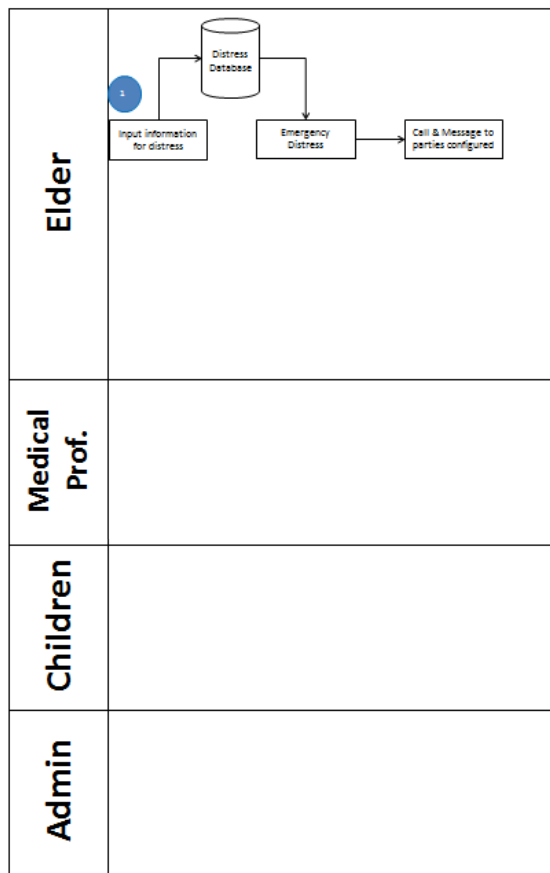 Elder
1
Distress
Database
Input information
for distress
Emergency
Distress
Call & Message to
parties configured
Medical
Prof.
Children
Admin